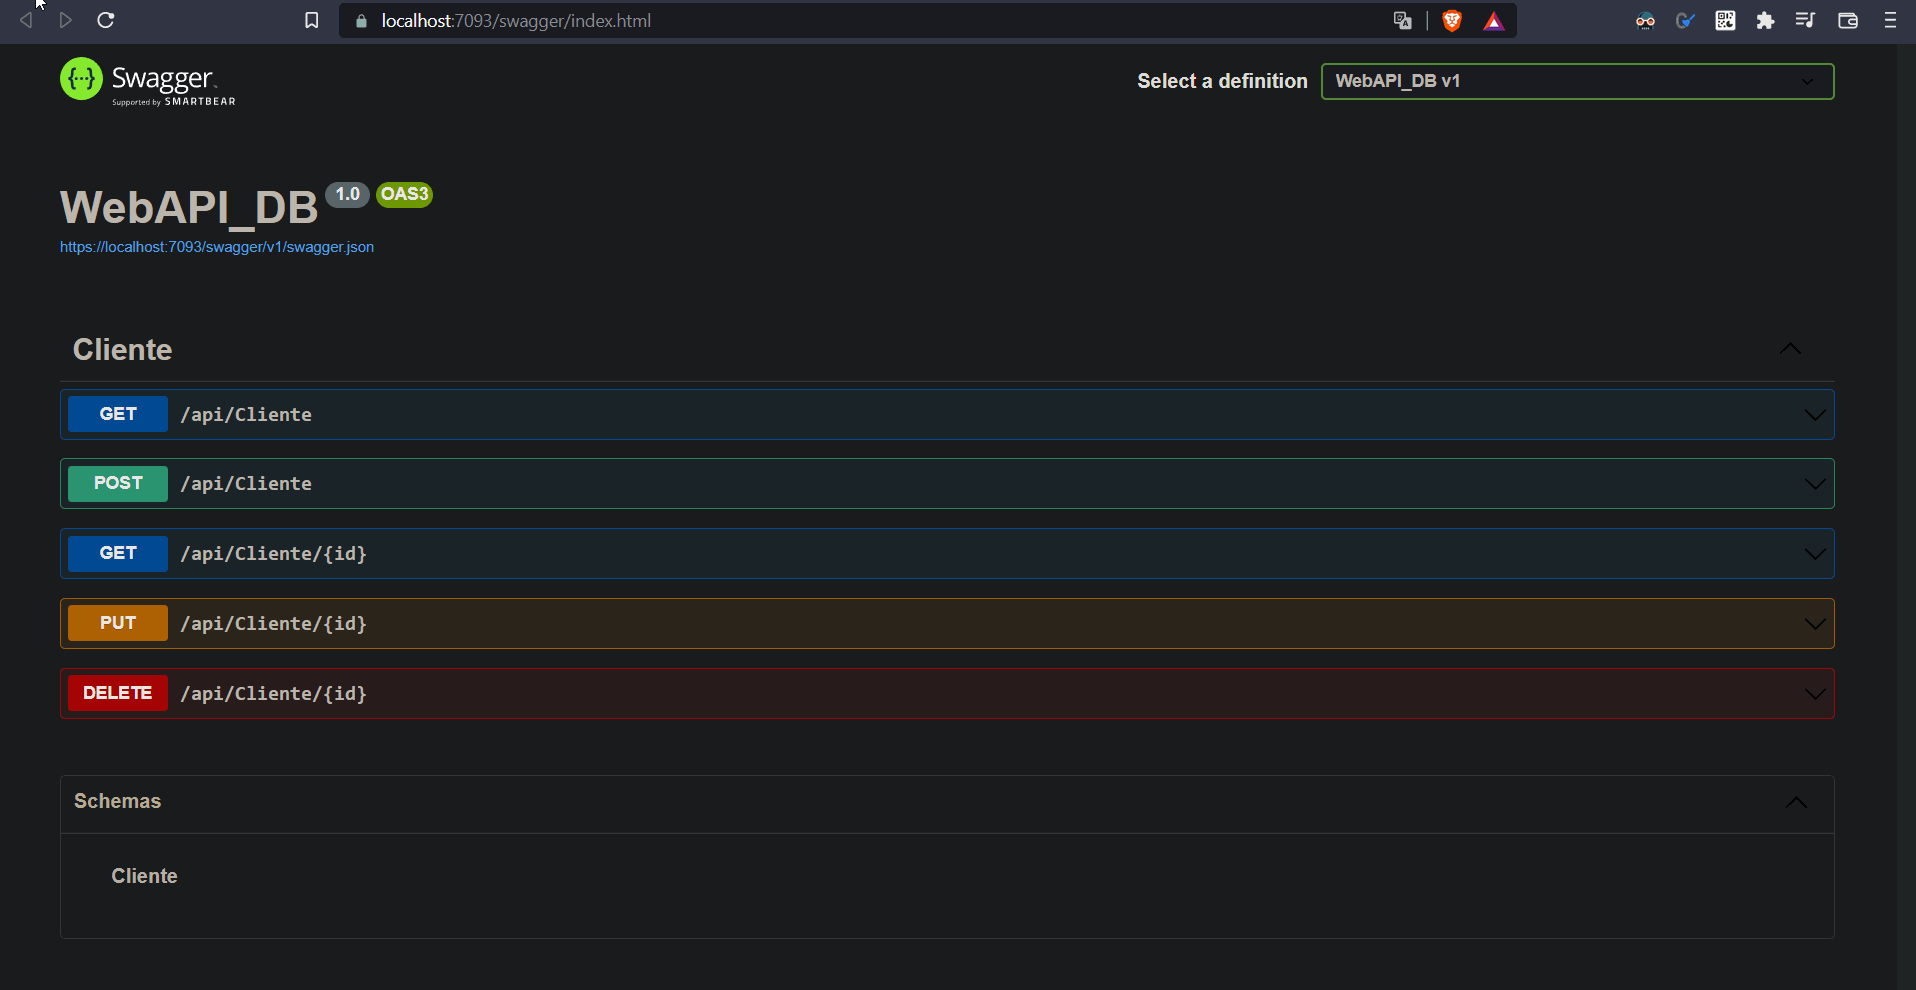 localhost:7093/swagger/index.html
Swagger
Supported by SMARTBEAR
Select a definition
WebAPI_DB v1
WebAPI_DB 1.0 OAS3
https://localhost:7093/swagger/v1/swagger.json
Cliente
GET /api/Cliente
POST /api/Cliente
GET /api/Cliente/{id}
PUT /api/Cliente/{id}
DELETE /api/Cliente/{id}
Schemas
Cliente